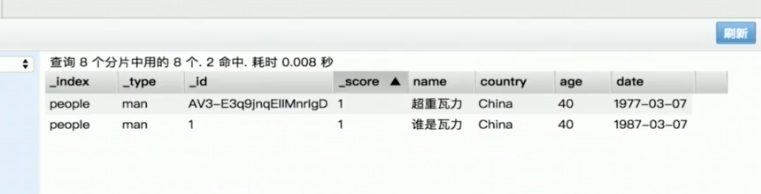 刷新
查询 8 个分片中用的 8 个. 2 命中. 耗时 0.008 秒
_index _type _id _score ▲ name country age date
people man AV3-E3q9jnqEllMnrIgD 1 超重瓦力 China 40 1977-03-07
people man 1 1 谁是瓦力 China 40 1987-03-07